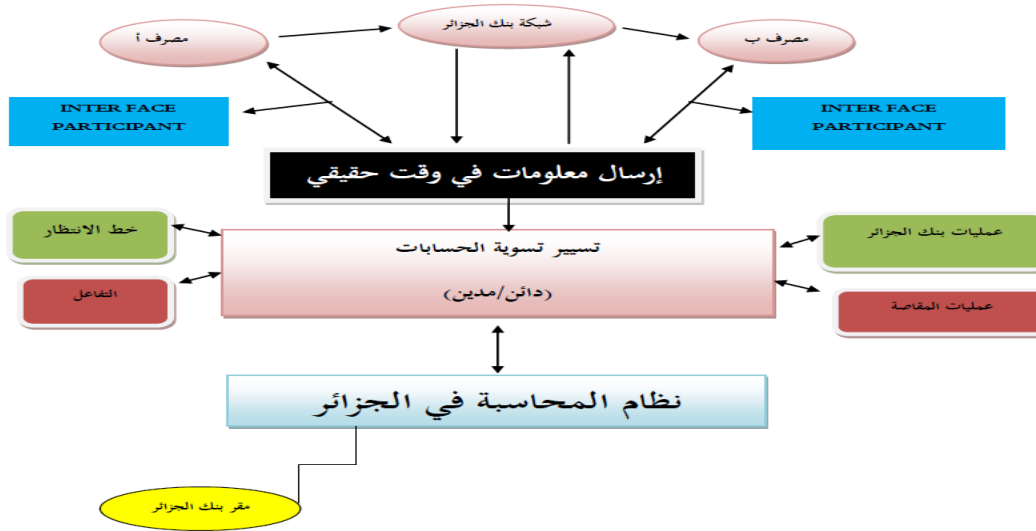 شبكة بنك الجزائر
مصرف أ
مصرف ب
INTER FACE
PARTICIPANT
INTER FACE
PARTICIPANT
إرسال معلومات في وقت حقيقي
خط الانتظار
عمليات بنك الجزائر
تسيير تسوية الحسابات
(دائن/مدين)
التفاعل
عمليات المقاصة
نظام المحاسبة في الجزائر
مقر بنك الجزائر